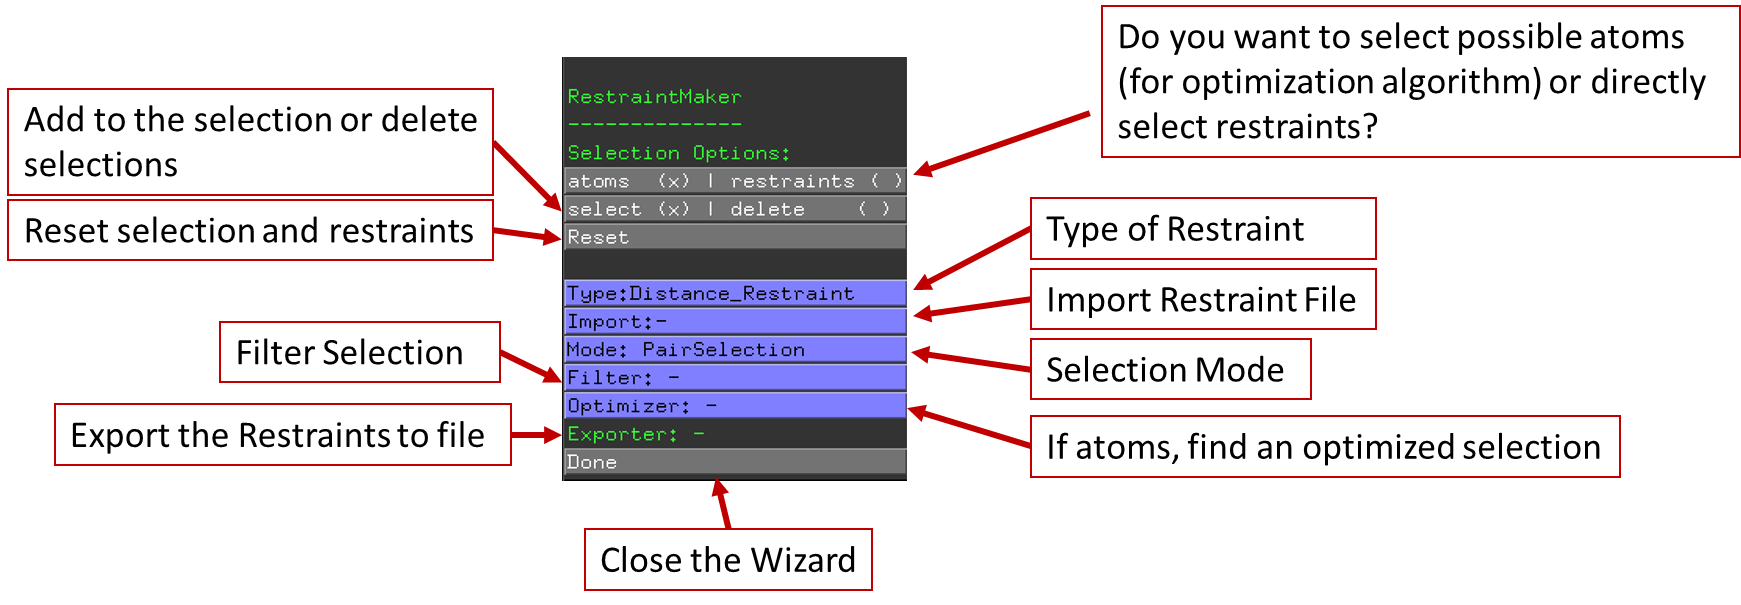 Do you want to select possible atoms
(for optimization algorithm) or directly
select restraints?
Add to the selection or delete
selections
Reset selection and restraints
Filter Selection
Export the Restraints to file
RestraintMaker
--------------
Selection Options:
atoms  (x) | restraints ( )
select (x) | delete    ( )
Reset
Type:Distance_Restraint
Import:-
Mode: PairSelection
Filter: -
Optimizer: -
Exporter: -
Done
Type of Restraint
Import Restraint File
Selection Mode
If atoms, find an optimized selection
Close the Wizard